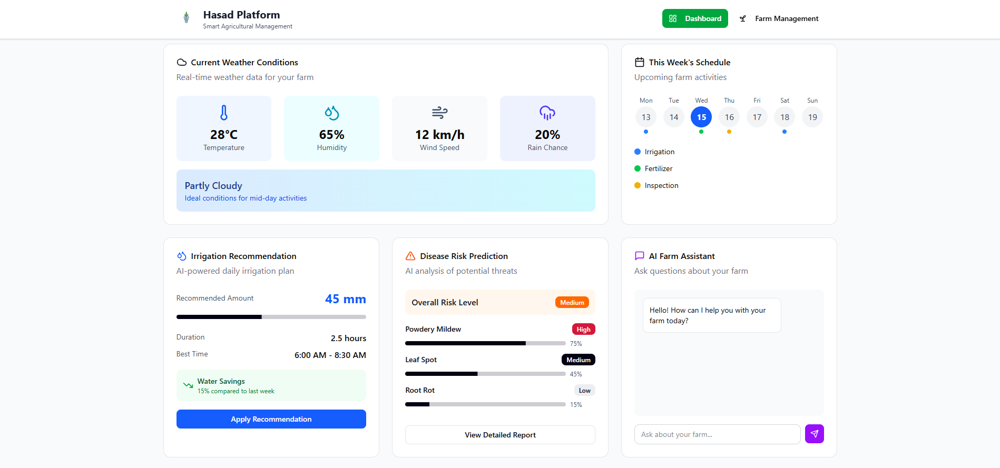 Hasad Platform
Smart Agricultural Management
Dashboard
Farm Management
Current Weather Conditions
Real-time weather data for your farm
28°C
Temperature
65%
Humidity
12 km/h
Wind Speed
20%
Rain Chance
Partly Cloudy
Ideal conditions for mid-day activities
This Week's Schedule
Upcoming farm activities
Mon Tue Wed Thu Fri Sat Sun
13 14 15 16 17 18 19
Irrigation
Fertilizer
Inspection
Irrigation Recommendation
AI-powered daily irrigation plan
Recommended Amount 45 mm
Duration 2.5 hours
Best Time 6:00 AM - 8:30 AM
Water Savings
15% compared to last week
Apply Recommendation
Disease Risk Prediction
AI analysis of potential threats
Overall Risk Level Medium
Powdery Mildew High
75%
Leaf Spot Medium
45%
Root Rot Low
15%
View Detailed Report
AI Farm Assistant
Ask questions about your farm
Hello! How can I help you with your
farm today?
Ask about your farm...